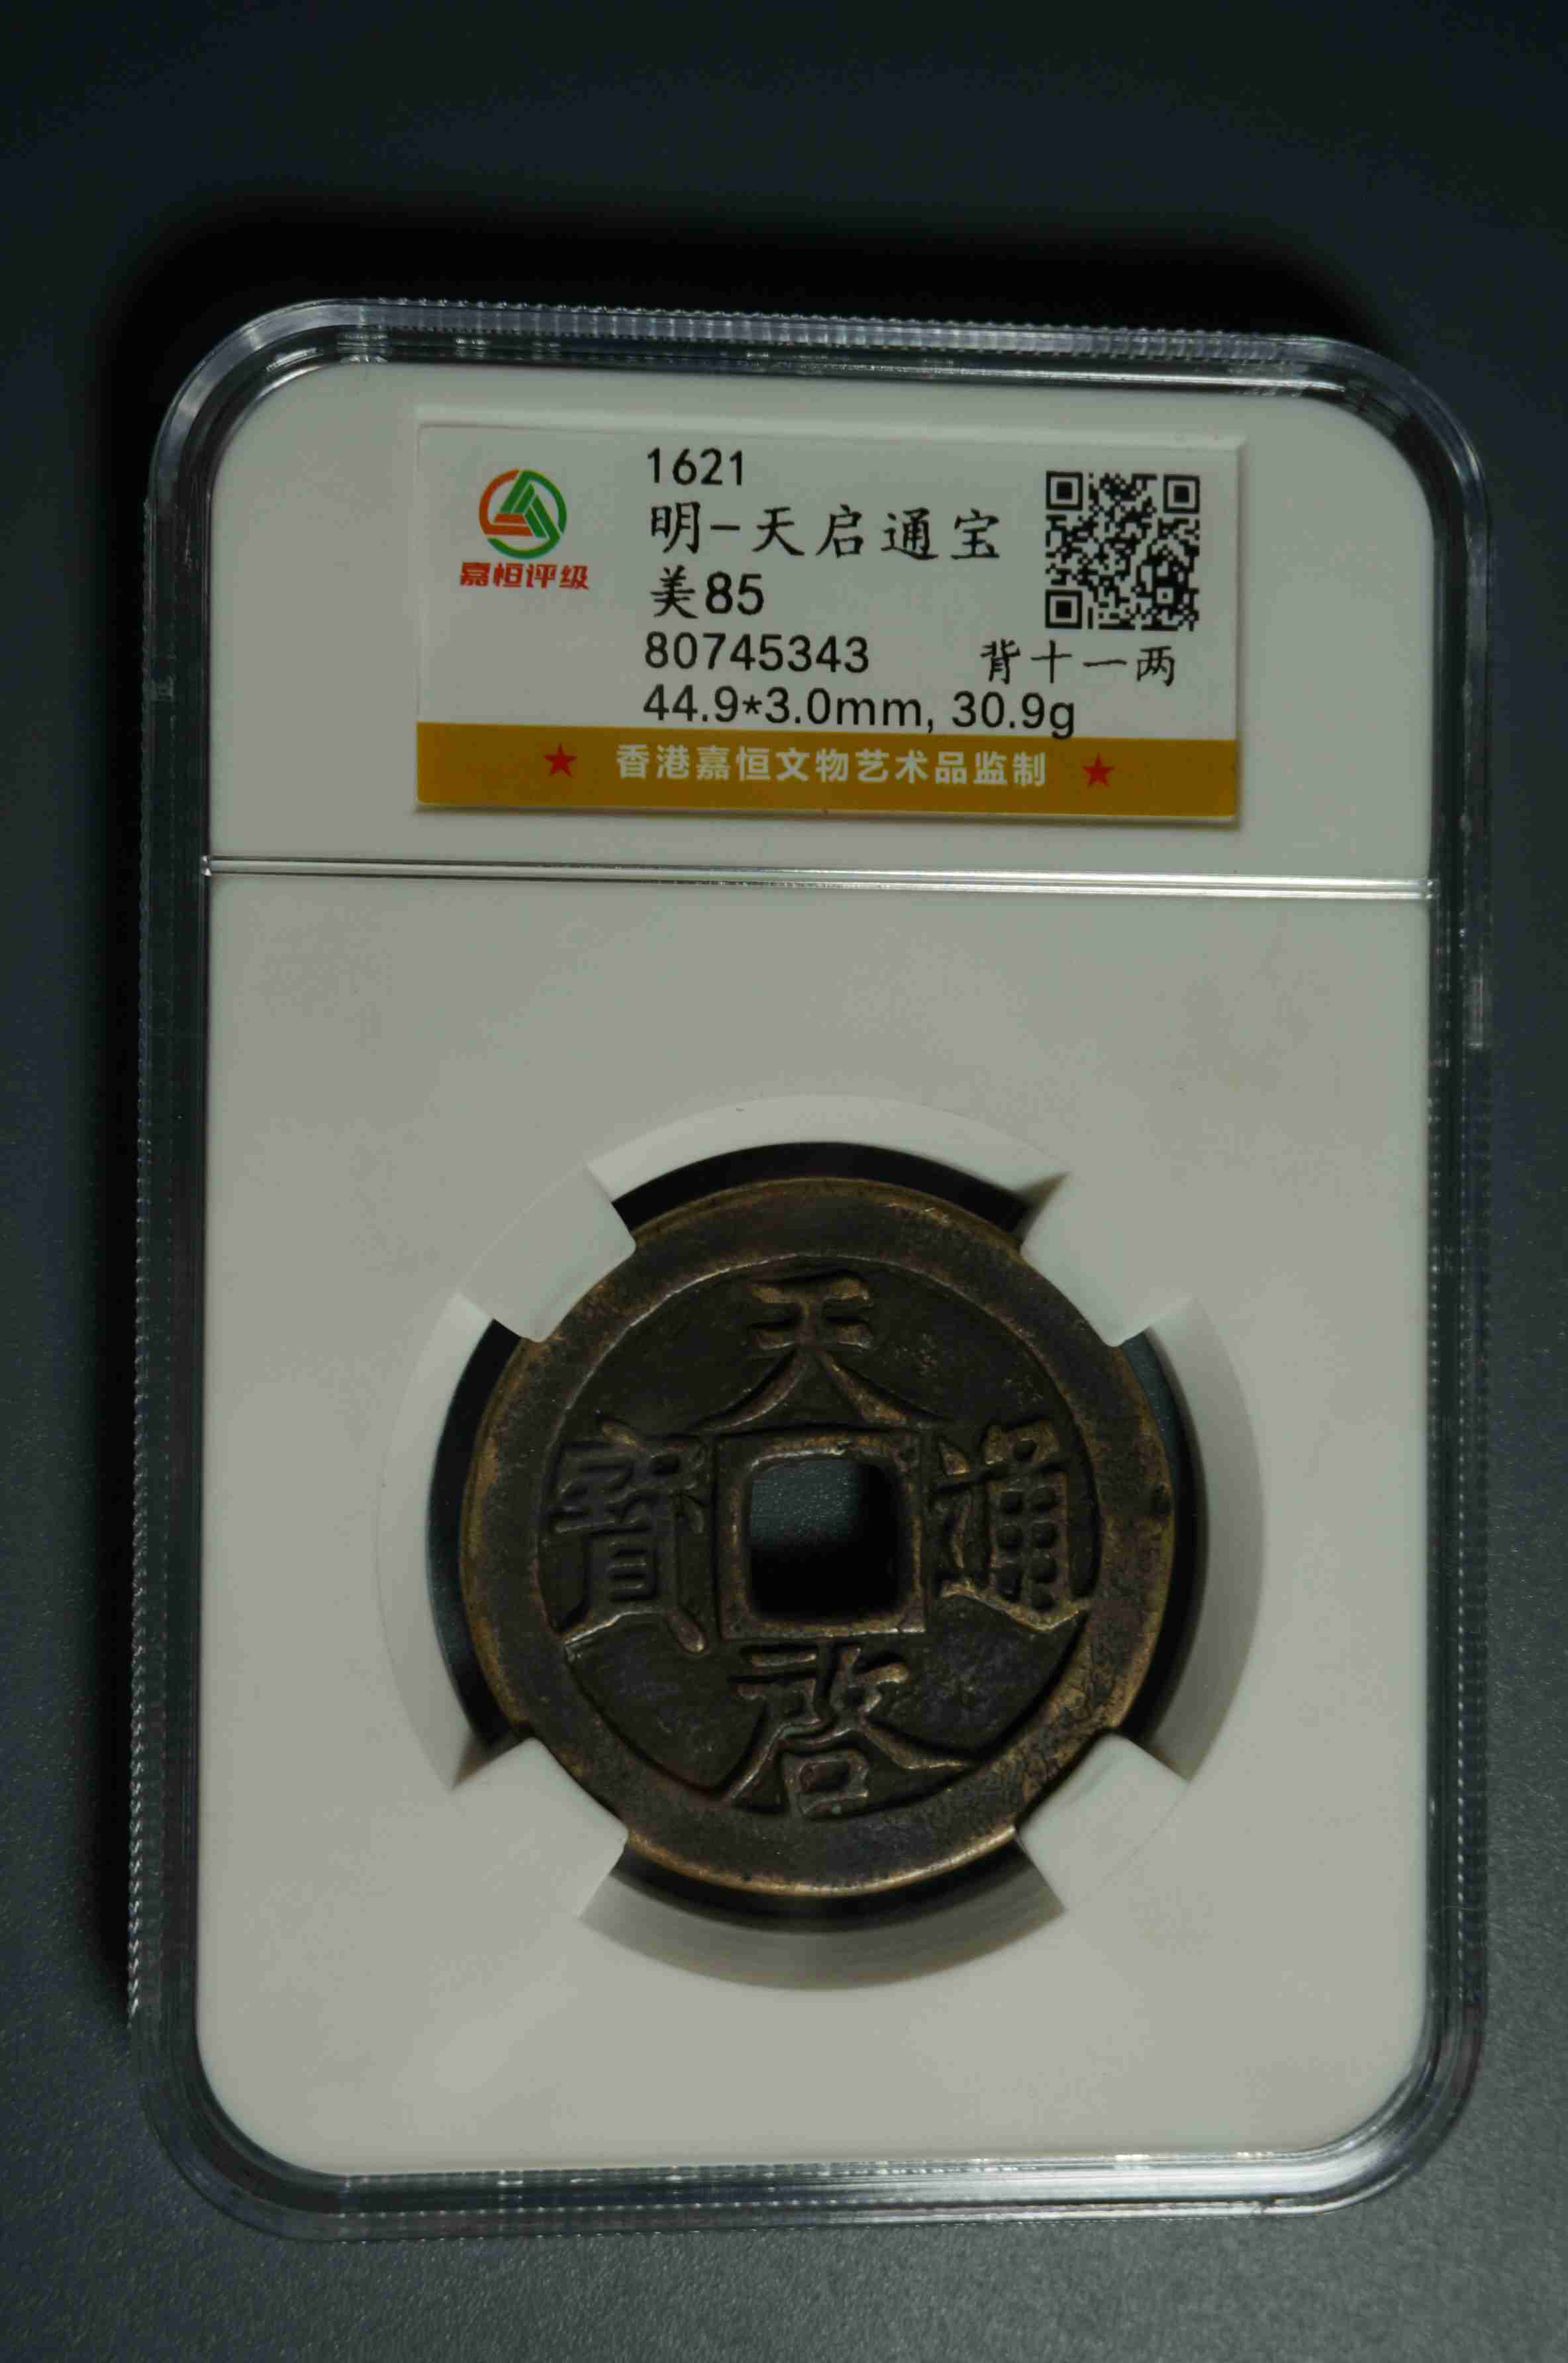 嘉恒评级
1621
明-天启通宝
美85
80745343 背十一两
44.9*3.0mm, 30.9g
★ 香港嘉恒文物艺术品监制 ★
天
寶 通
啓